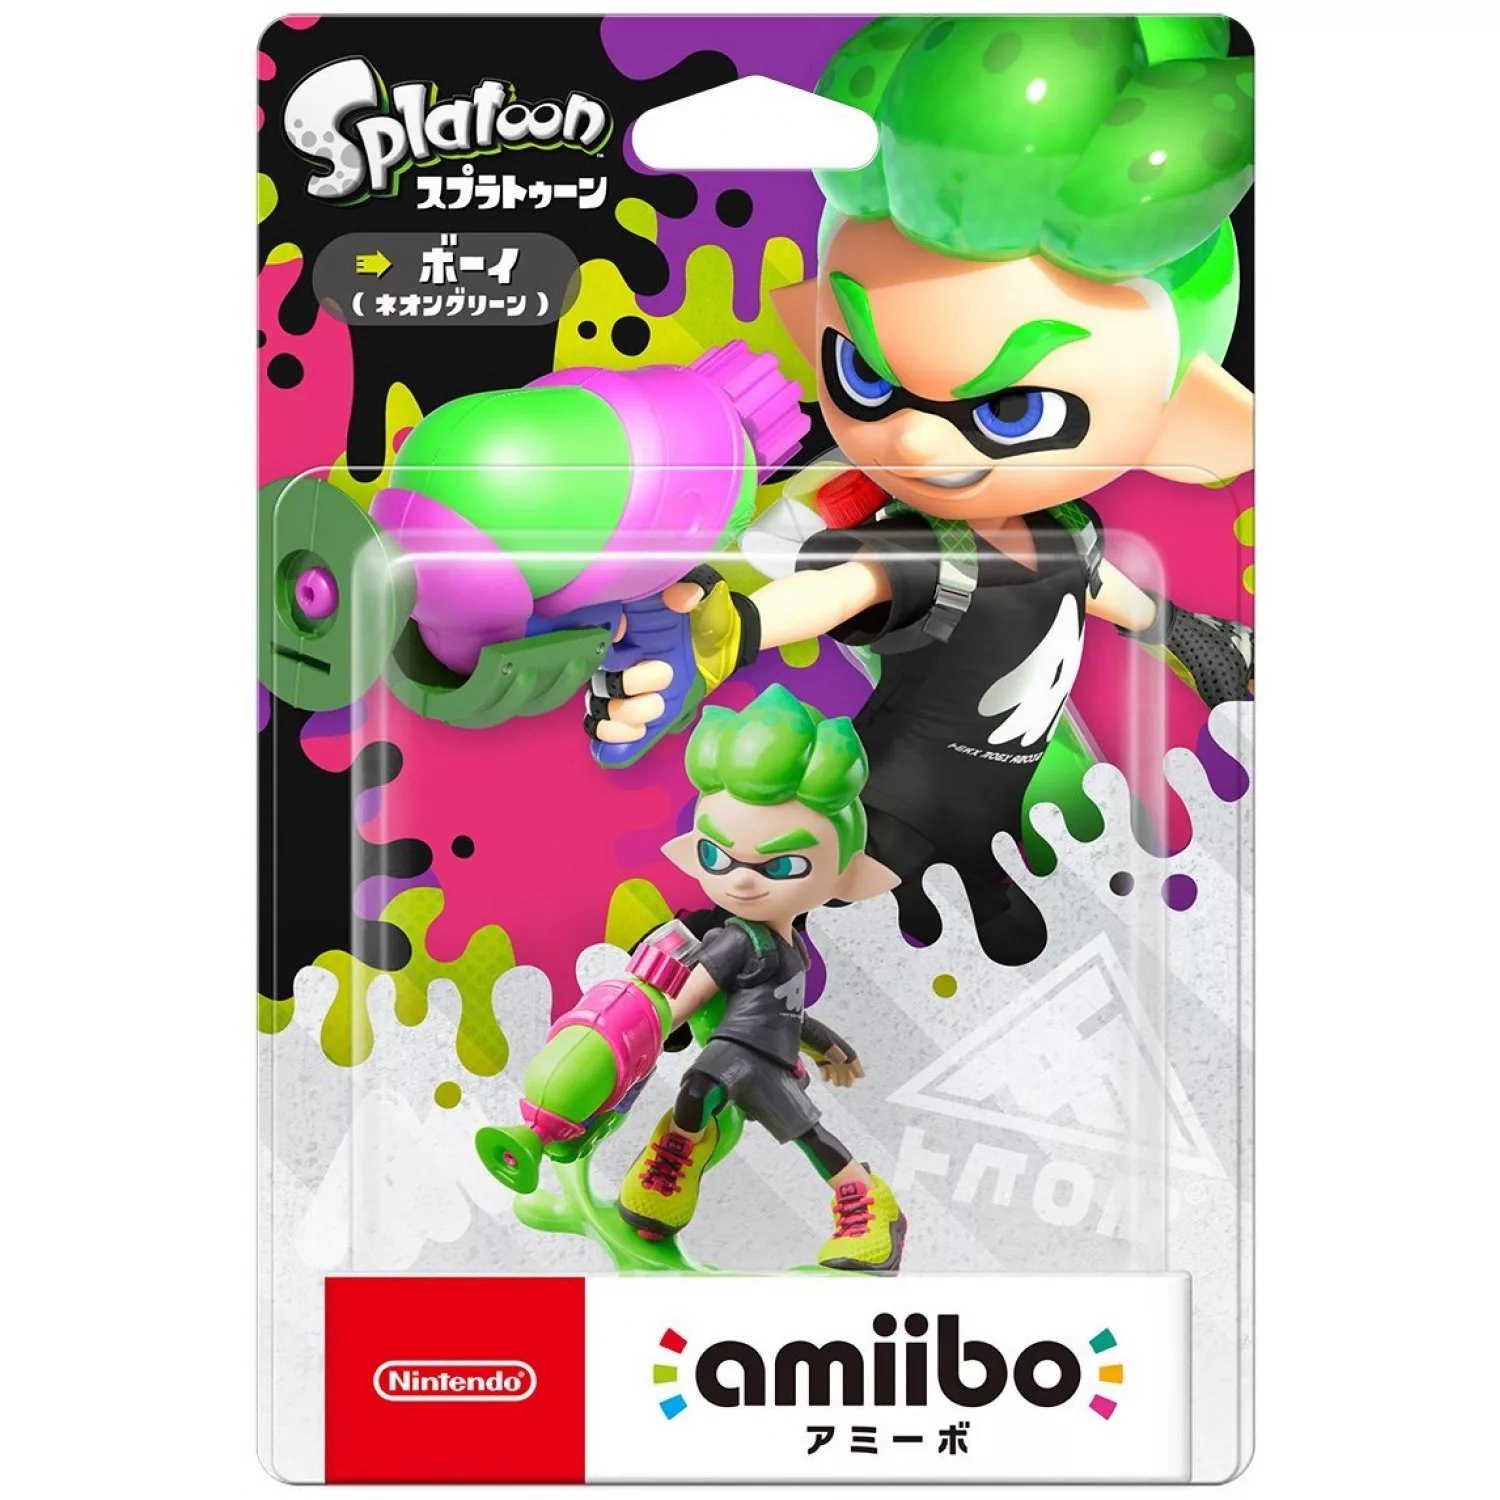 Splatoon
スプラトゥーン
ボーイ
(ネオングリーン)
Nintendo
amiibo
アミーボ